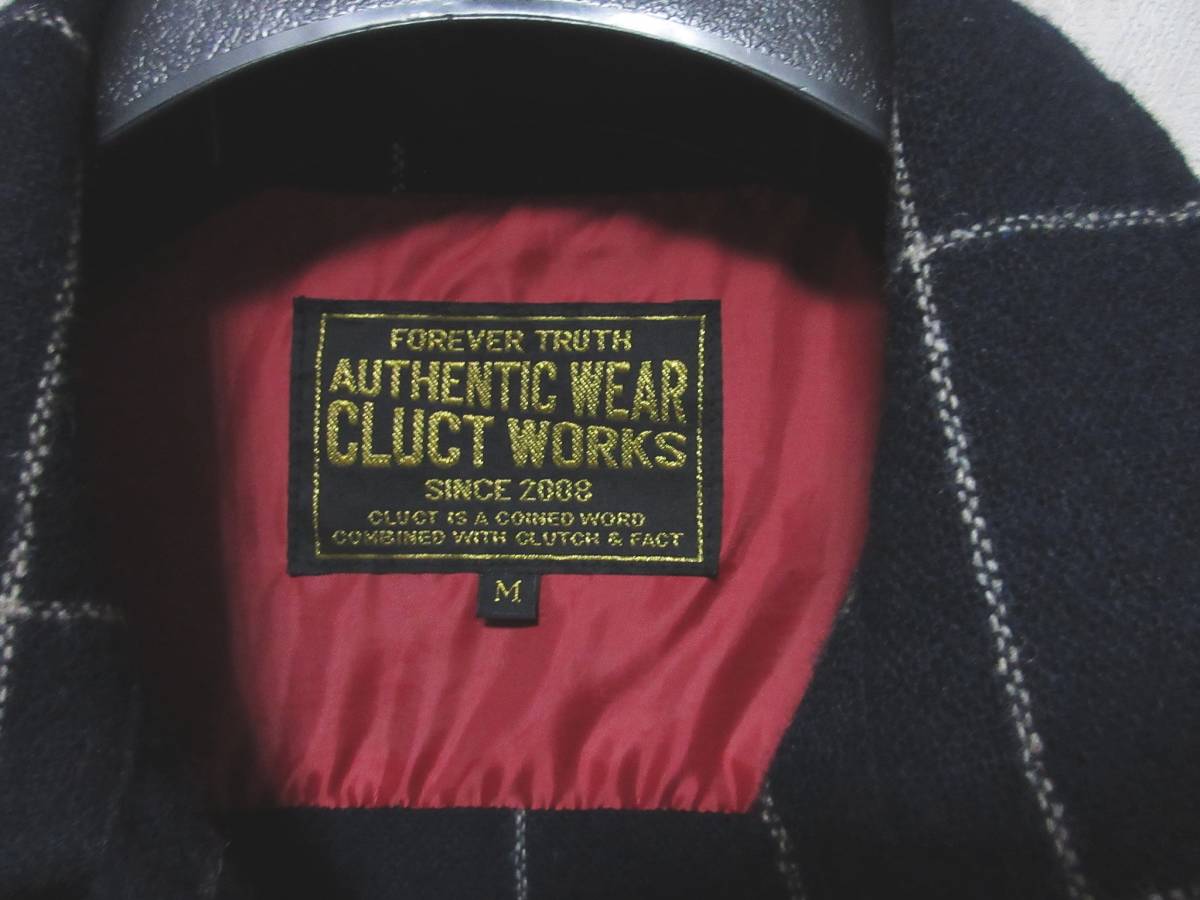 FOREVER TRUTH
AUTHENTIC WEAR
CLUCT WORKS
SINCE 2008
CLUCT IS A COINED WORD
COMBINED WITH CLUTCH & FACT
M